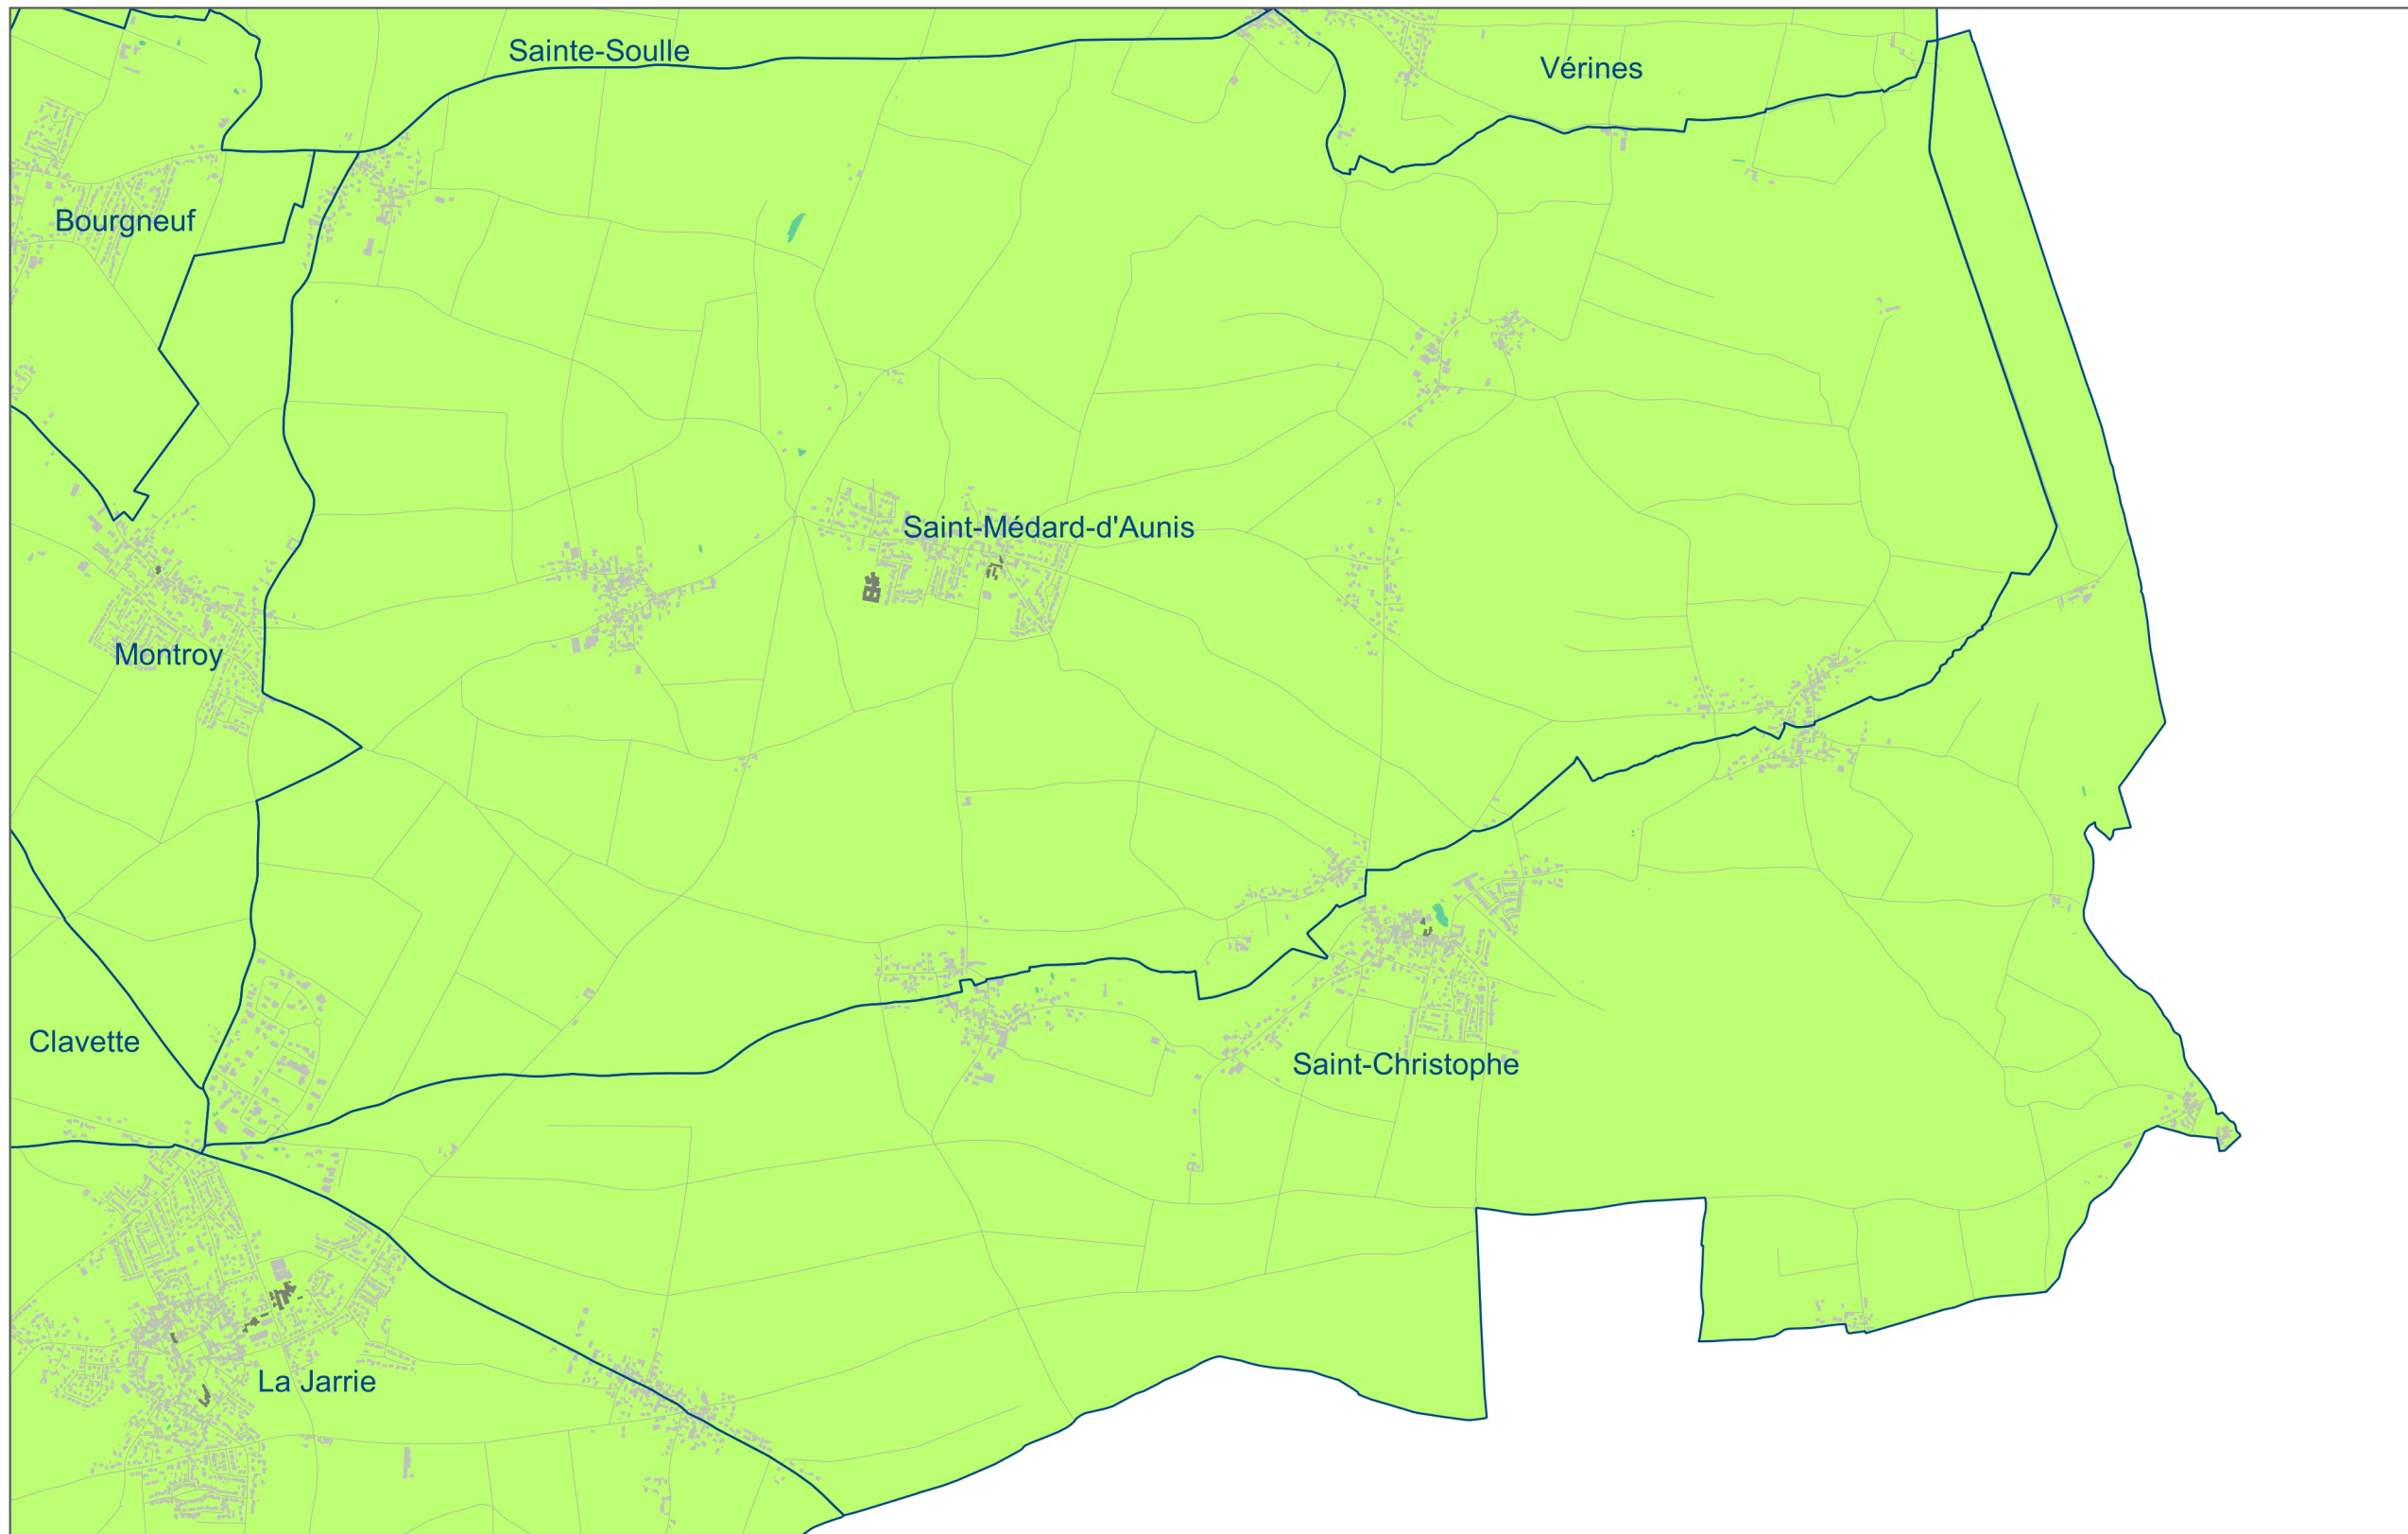 Sainte-Soulle
Vérines
Bourgneuf
Saint-Médard-d'Aunis
Montroy
Clavette
Saint-Christophe
La Jarrie